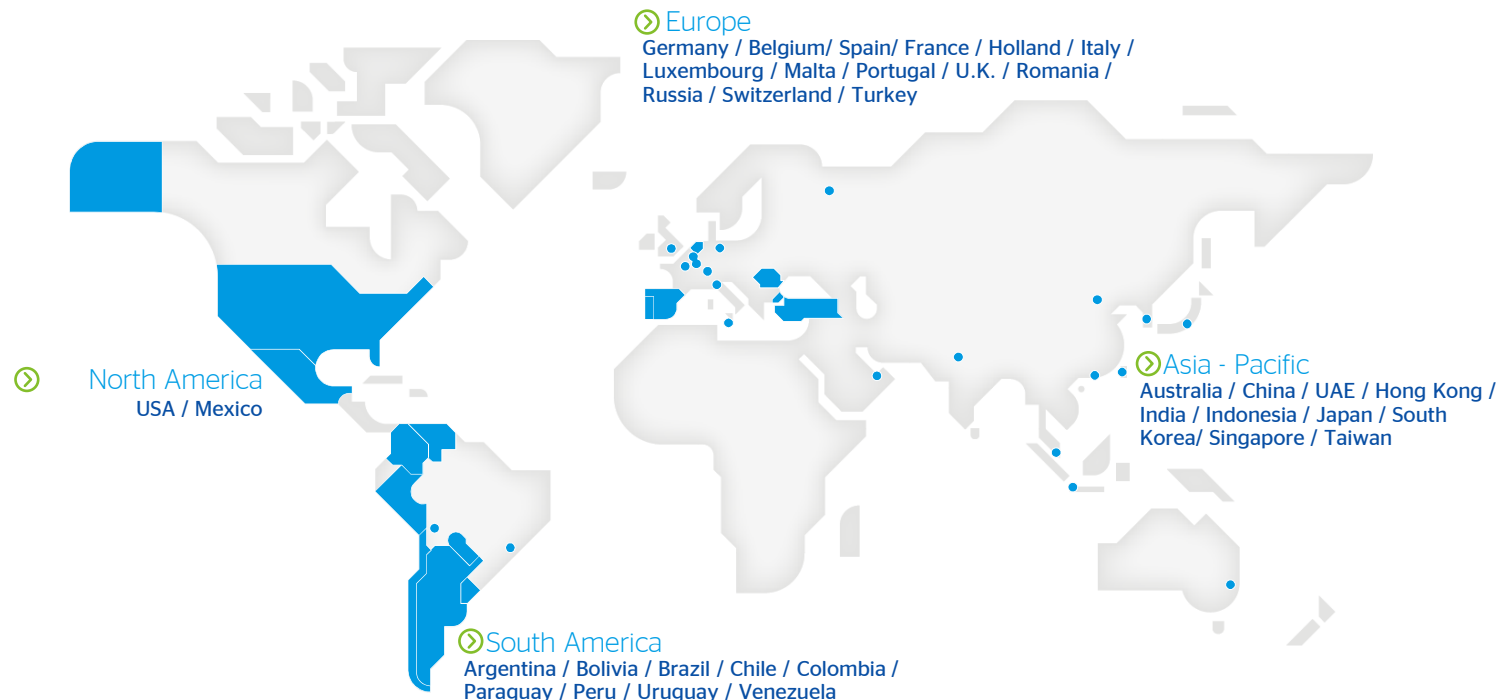 Europe
Germany / Belgium/ Spain/ France / Holland / Italy /
Luxembourg / Malta / Portugal / U.K. / Romania /
Russia / Switzerland / Turkey
North America
USA / Mexico
Asia - Pacific
Australia / China / UAE / Hong Kong /
India / Indonesia / Japan / South
Korea/ Singapore / Taiwan
South America
Argentina / Bolivia / Brazil / Chile / Colombia /
Paraguay / Peru / Uruguay / Venezuela